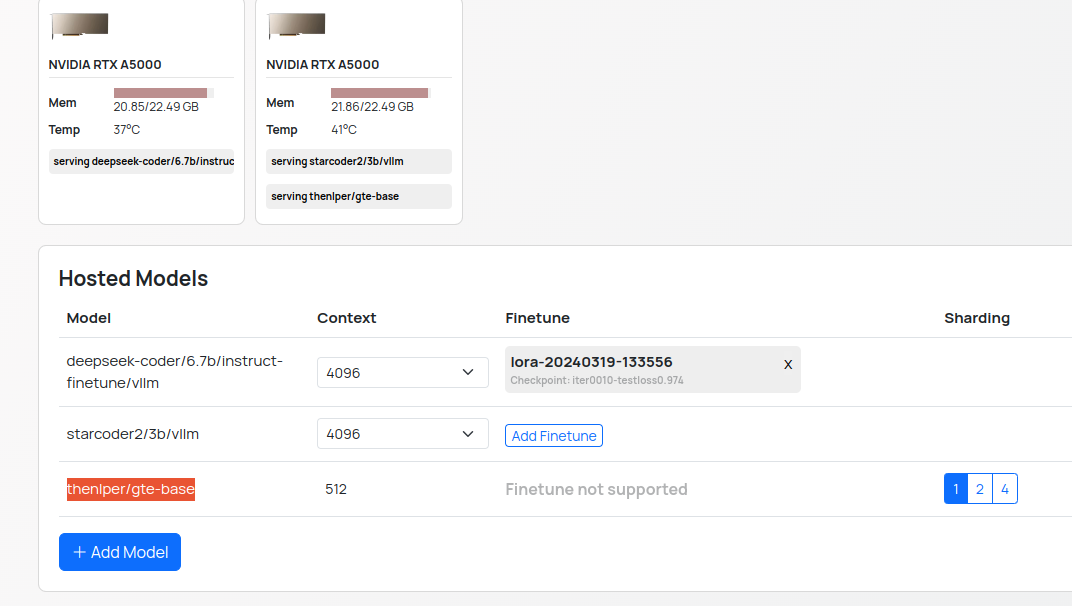 NVIDIA RTX A5000
Mem
20.85/22.49 GB
Temp
37°C
serving deepseek-coder/6.7b/instruc
NVIDIA RTX A5000
Mem
21.86/22.49 GB
Temp
41°C
serving starcoder2/3b/vllm
serving thenlper/gte-base
Hosted Models
Model Context Finetune Sharding
deepseek-coder/6.7b/instruct-
finetune/vllm
4096
lora-20240319-133556
X
Checkpoint: iter0010-testloss0.974
starcoder2/3b/vllm
4096
Add Finetune
thenlper/gte-base
512
Finetune not supported
1 2 4
+ Add Model